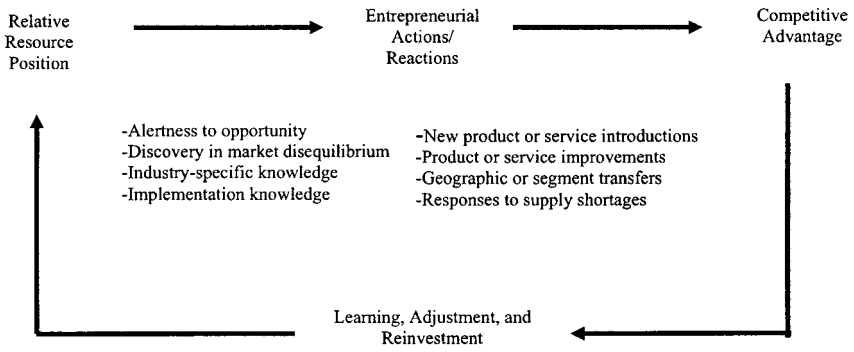 Relative
Resource
Position
Entrepreneurial
Actions/
Reactions
Competitive
Advantage
-Alertness to opportunity
-Discovery in market disequilibrium
-Industry-specific knowledge
-Implementation knowledge
-New product or service introductions
-Product or service improvements
-Geographic or segment transfers
-Responses to supply shortages
Learning, Adjustment, and
Reinvestment